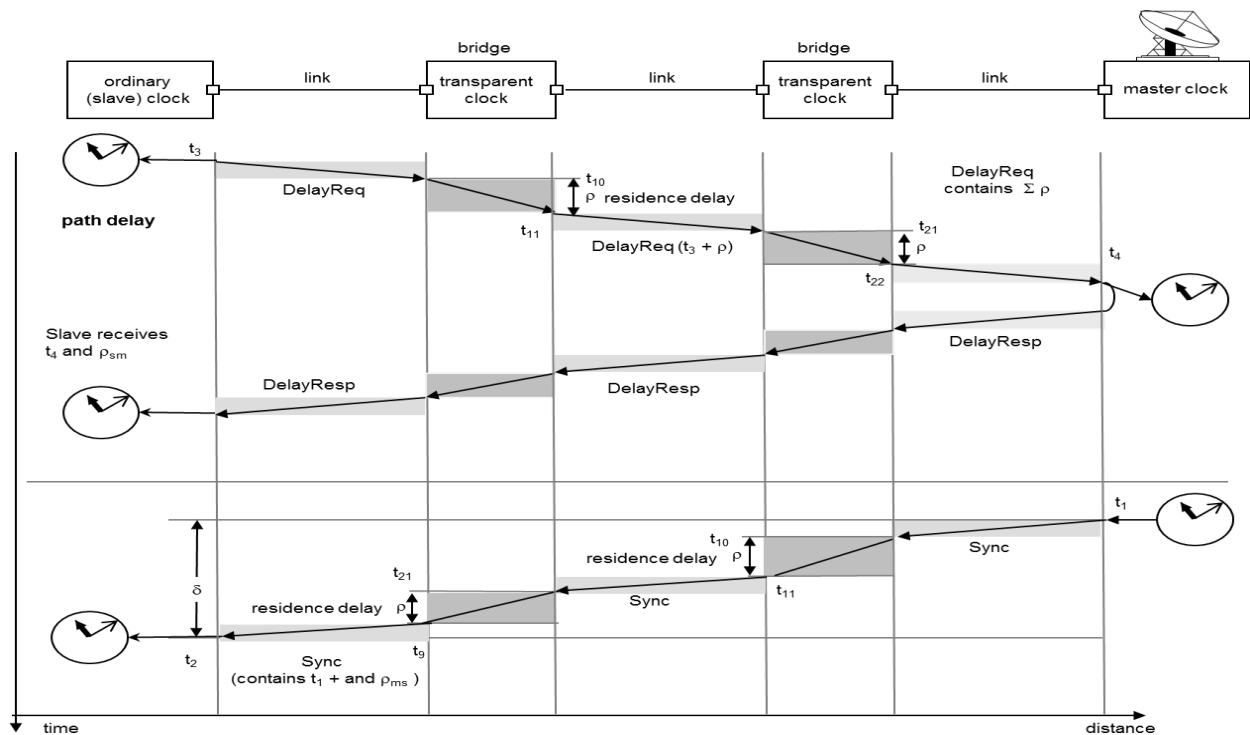 bridge
bridge
ordinary
(slave) clock
link
transparent
clock
link
transparent
clock
link
master clock
t3
DelayReq
path delay
t10
ρ residence delay
t11
DelayReq (t3 + ρ)
DelayReq
contains Σ ρ
t21
ρ
t22
t4
Slave receives
t4 and ρsm
DelayResp
DelayResp
DelayResp
t1
Sync
t10
residence delay ρ
t11
t21
Sync
δ
residence delay
ρ
t2
t9
Sync
(contains t1 + and ρms )
time
distance